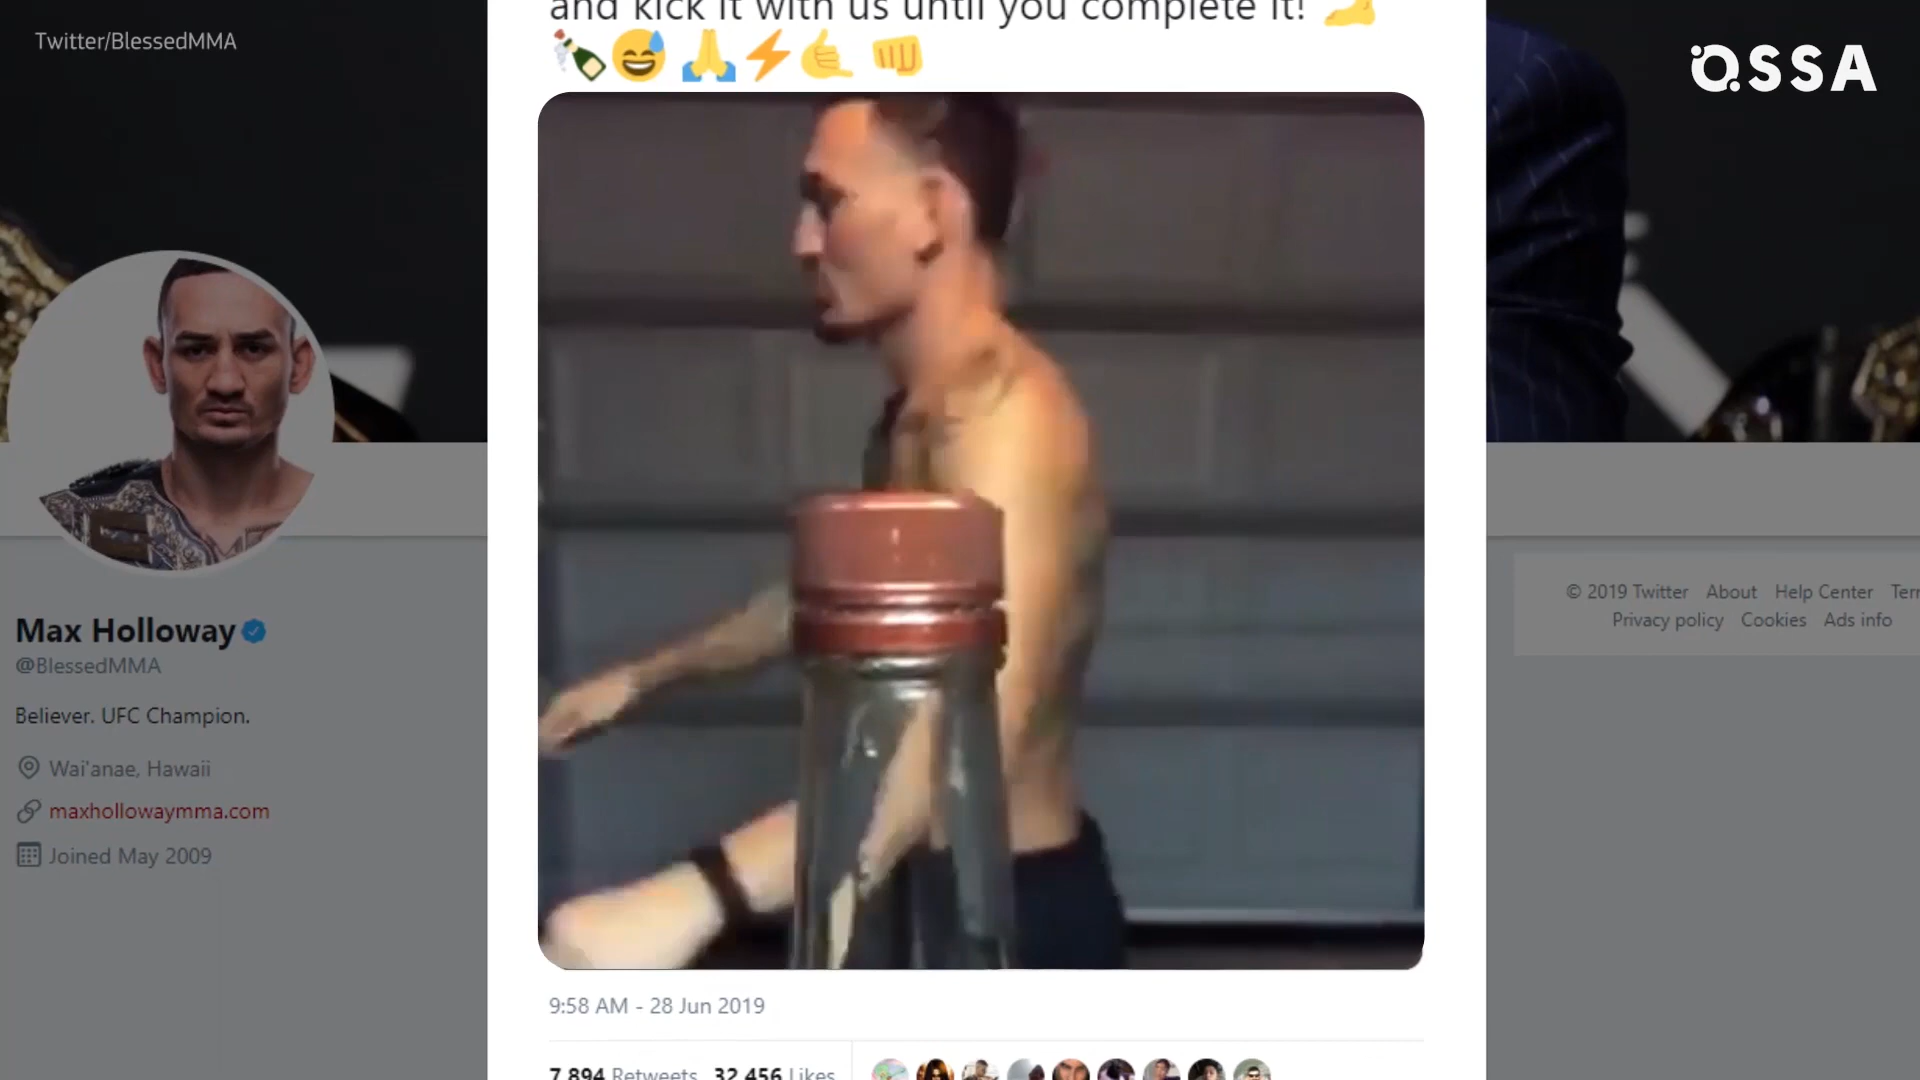 Twitter/BlessedMMA
QSSA
and kick it with us until you complete it!
Max Holloway
@BlessedMMA
Believer. UFC Champion.
Wai'anae, Hawaii
maxhollowaymma.com
Joined May 2009
9:58 AM - 28 Jun 2019
7,894 Retweets 32,456 Likes
© 2019 Twitter About Help Center
Privacy policy Cookies Ads info